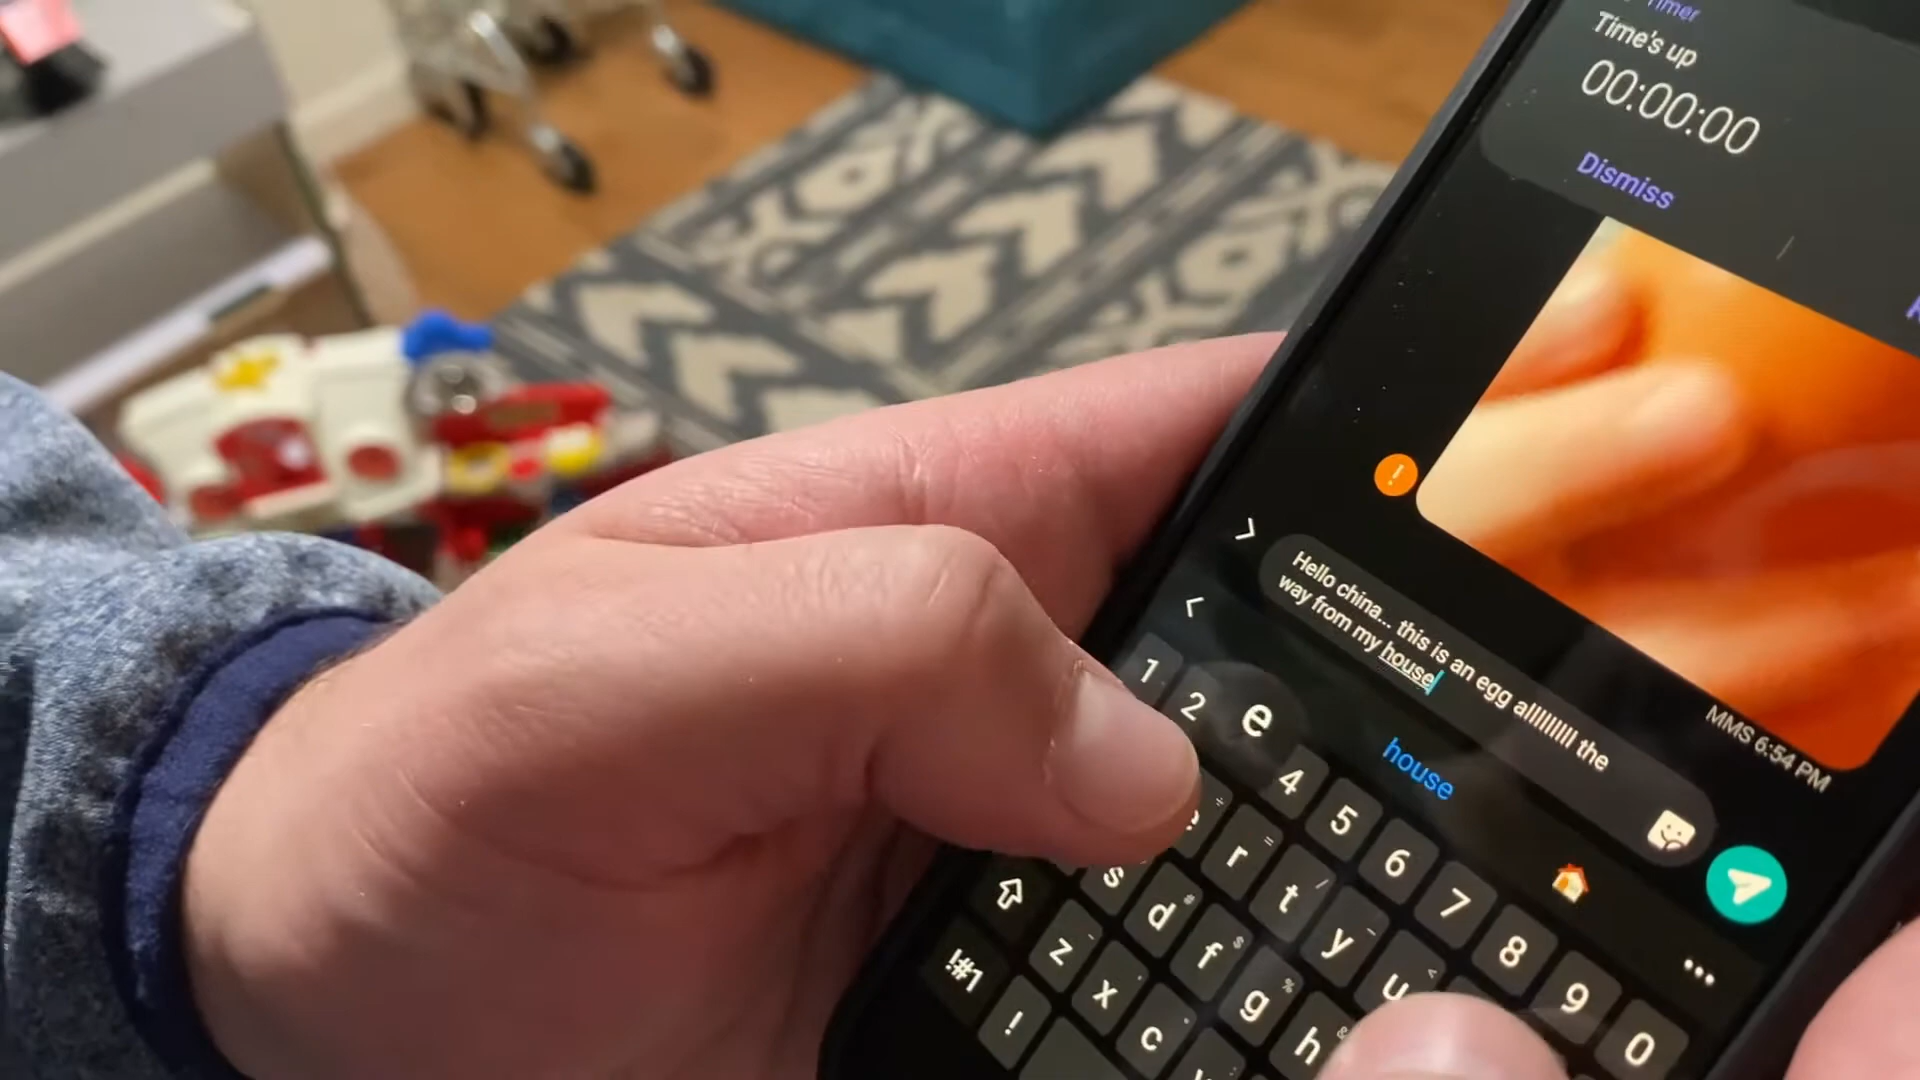 Timer
Time's up
00:00:00
Dismiss
!
MMS 6:54 PM
Hello china... this is an egg alllllllll the
way from my house
house
e
1 2 4 5 6 7 8 9 0
e r t y u
s d f g h
z x c
!#1
!